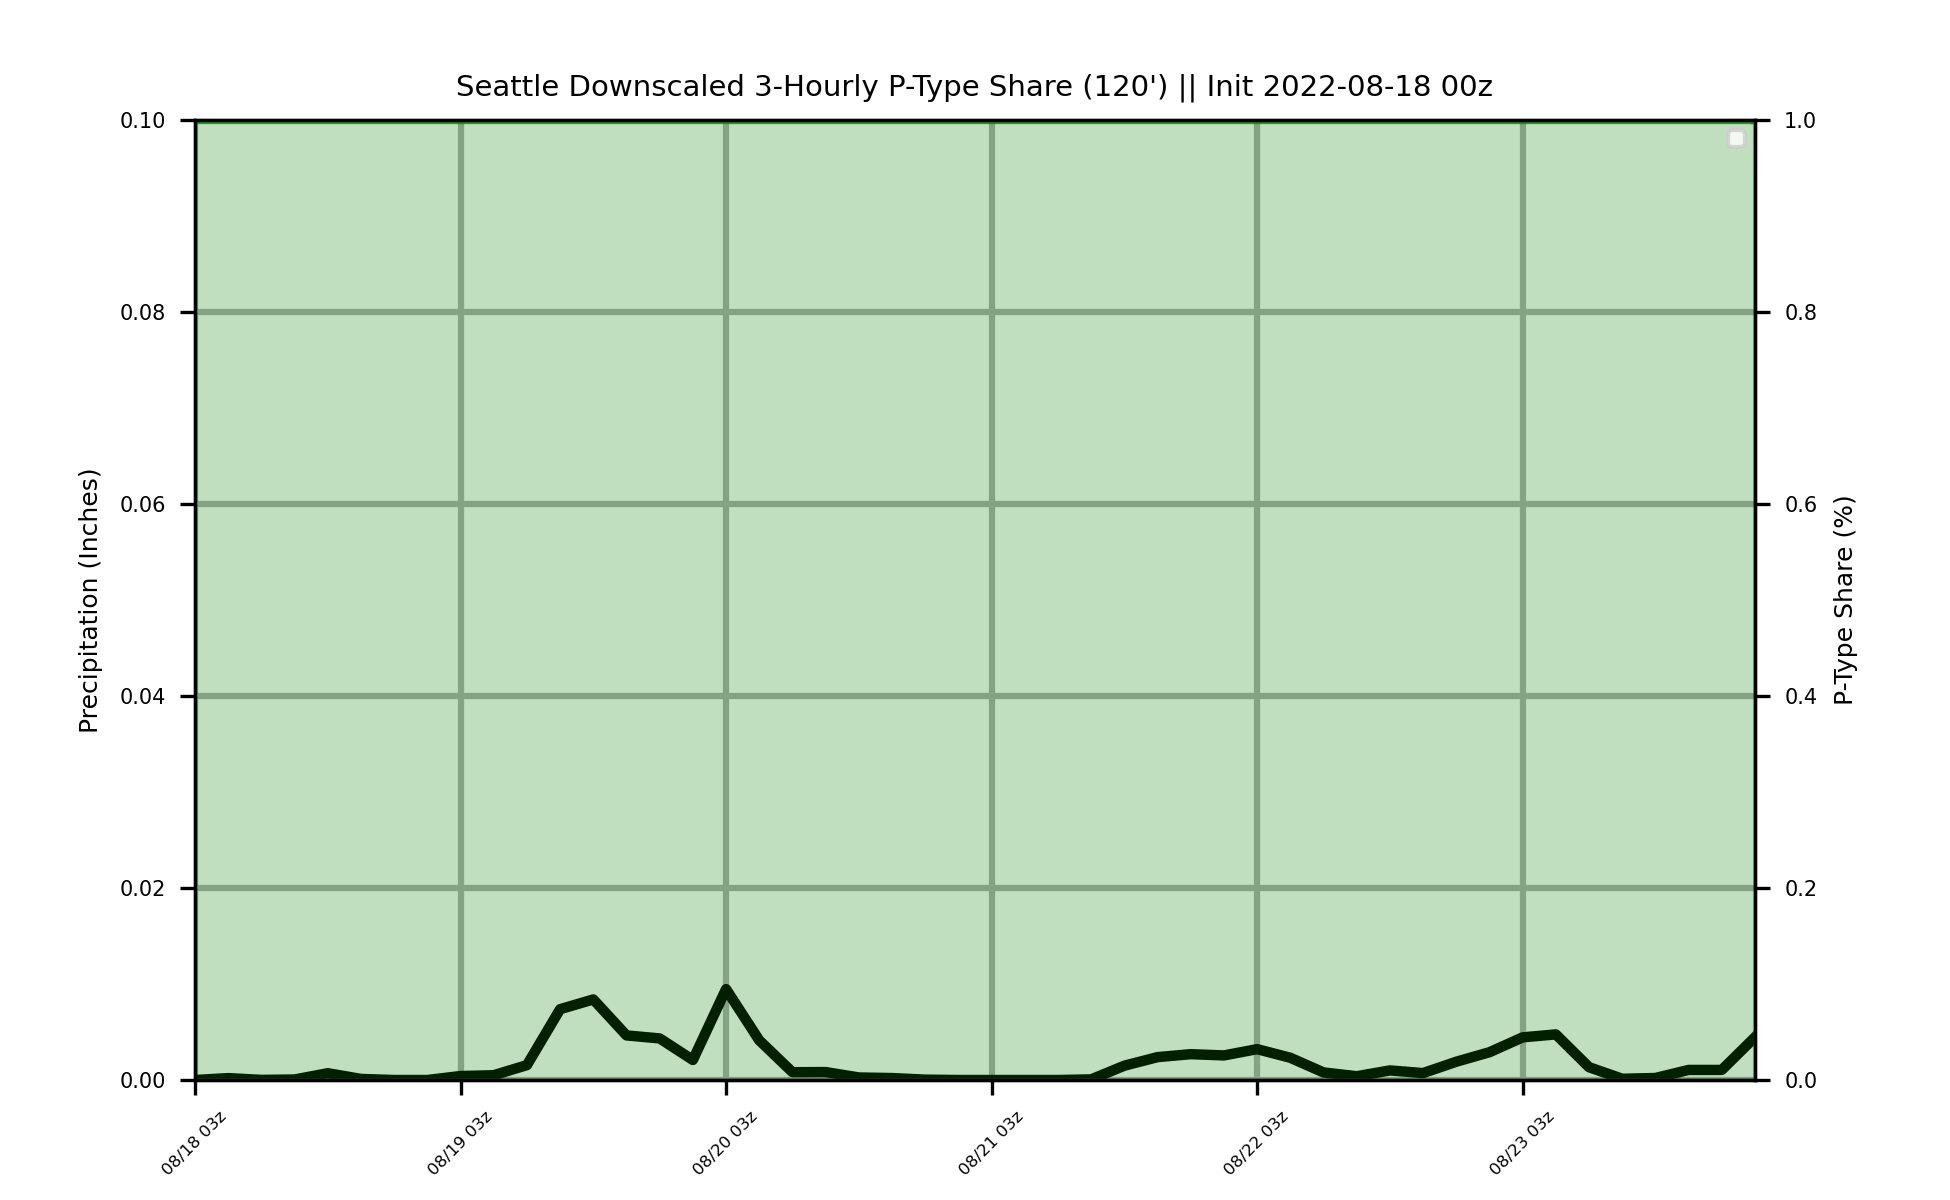 Seattle Downscaled 3-Hourly P-Type Share (120') || Init 2022-08-18 00z
Precipitation (Inches)
0.10
0.08
0.06
0.04
0.02
0.00
1.0
0.8
0.6
0.4
0.2
0.0
P-Type Share (%)
08/18 03z
08/19 03z
08/20 03z
08/21 03z
08/22 03z
08/23 03z